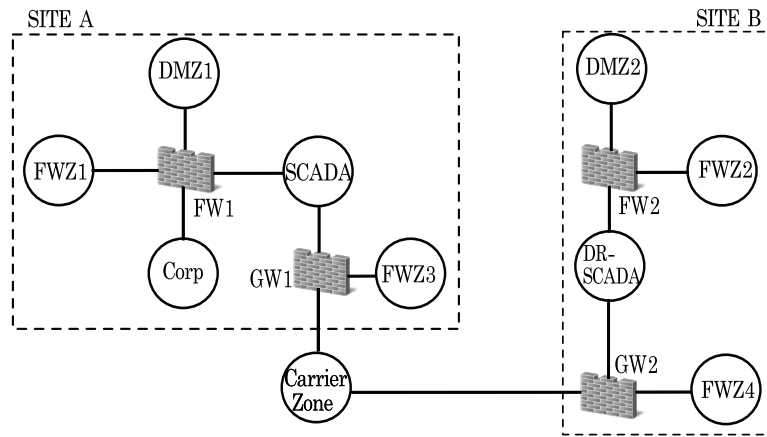 SITE A
SITE B
DMZ1
DMZ2
FWZ1
SCADA
FWZ2
FW1
FW2
Corp
GW1
FWZ3
DR-
SCADA
GW2
Carrier
Zone
FWZ4